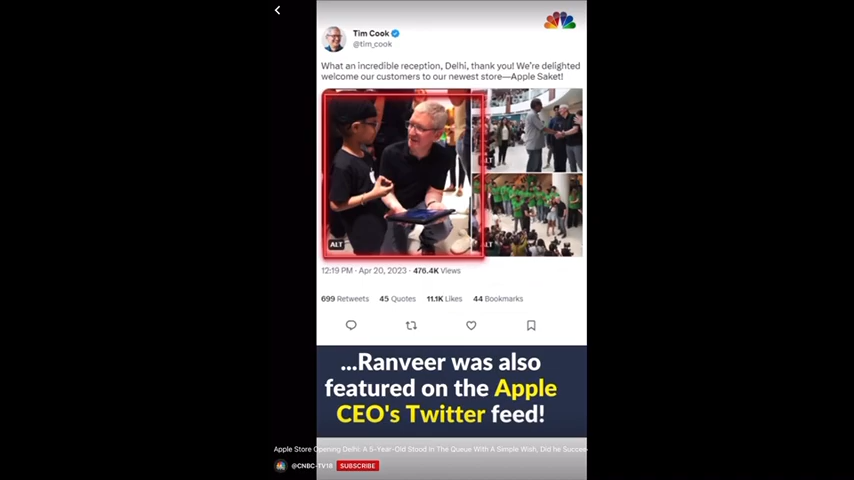 Tim Cook
@tim_cook
What an incredible reception, Delhi, thank you! We're delighted
welcome our customers to our newest store—Apple Saket!
ALT
ALT
ALT
12:19 PM · Apr 20, 2023 · 476.4K Views
699 Retweets 45 Quotes 11.1K Likes 44 Bookmarks
...Ranveer was also
featured on the Apple
CEO's Twitter feed!
Apple Store Opening Delhi: A 5-Year-Old Stood In The Queue With A Simple Wish, Did he Succee
@CNBC-TV18 SUBSCRIBE